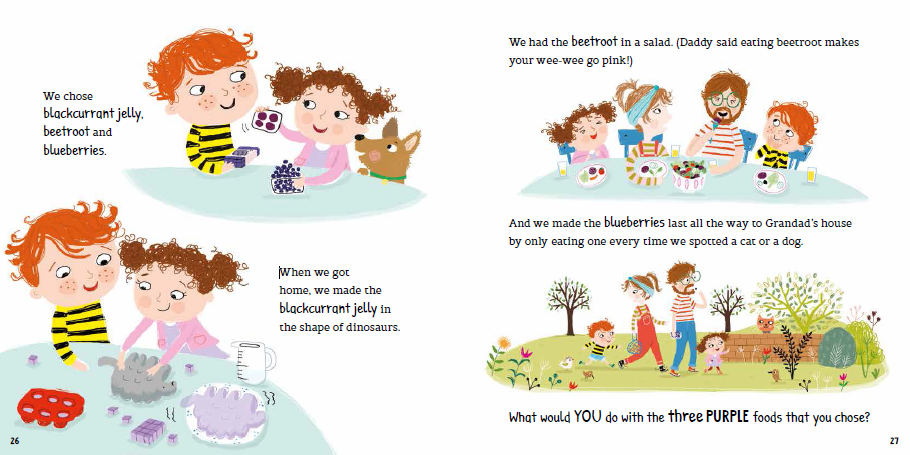 We chose
blackcurrant jelly,
beetroot and
blueberries.
When we got
home, we made the
blackcurrant jelly in
the shape of dinosaurs.
26
We had the beetroot in a salad. (Daddy said eating beetroot makes
your wee-wee go pink!)
And we made the blueberries last all the way to Grandad's house
by only eating one every time we spotted a cat or a dog.
What would YOU do with the three PURPLE foods that you chose?
27